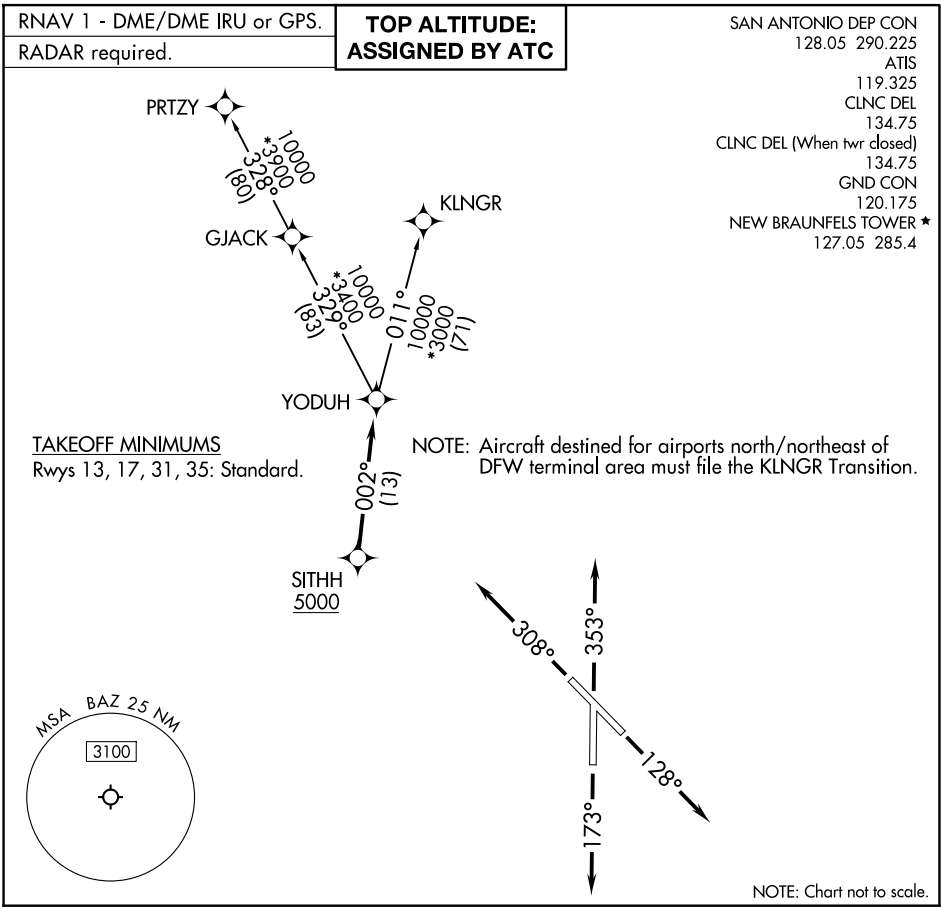 RNAV 1 - DME/DME IRU or GPS.
RADAR required.
TOP ALTITUDE:
ASSIGNED BY ATC
SAN ANTONIO DEP CON
128.05 290.225
ATIS
119.325
CLNC DEL
134.75
CLNC DEL (When twr closed)
134.75
GND CON
120.175
NEW BRAUNFELS TOWER ★
127.05 285.4
PRTZY
10000
*3900
328°
(80)
KLNGR
GJACK
10000
*3400
329°
(83)
011°
10000
*3000
(71)
YODUH
TAKEOFF MINIMUMS
Rwys 13, 17, 31, 35: Standard.
NOTE: Aircraft destined for airports north/northeast of
DFW terminal area must file the KLNGR Transition.
002°
(13)
SITHH
5000
308°
353°
128°
173°
MSA BAZ 25 NM
3100
NOTE: Chart not to scale.